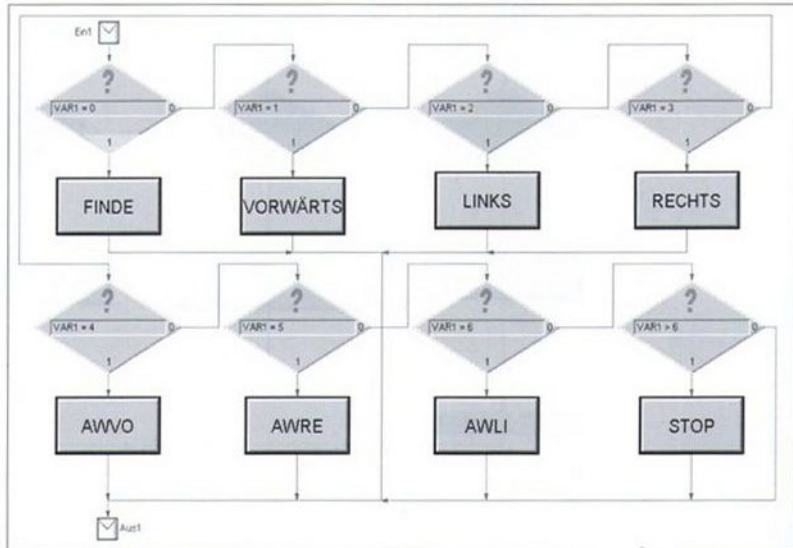 Ein1
?
VAR1 = 0
0
1
?
VAR1 = 1
0
1
?
VAR1 = 2
0
1
?
VAR1 = 3
0
1
FINDE
VORWÄRTS
LINKS
RECHTS
?
VAR1 = 4
0
1
?
VAR1 = 5
0
1
?
VAR1 = 6
0
1
?
VAR1 > 6
0
1
AWVO
AWRE
AWLI
STOP
Aus1